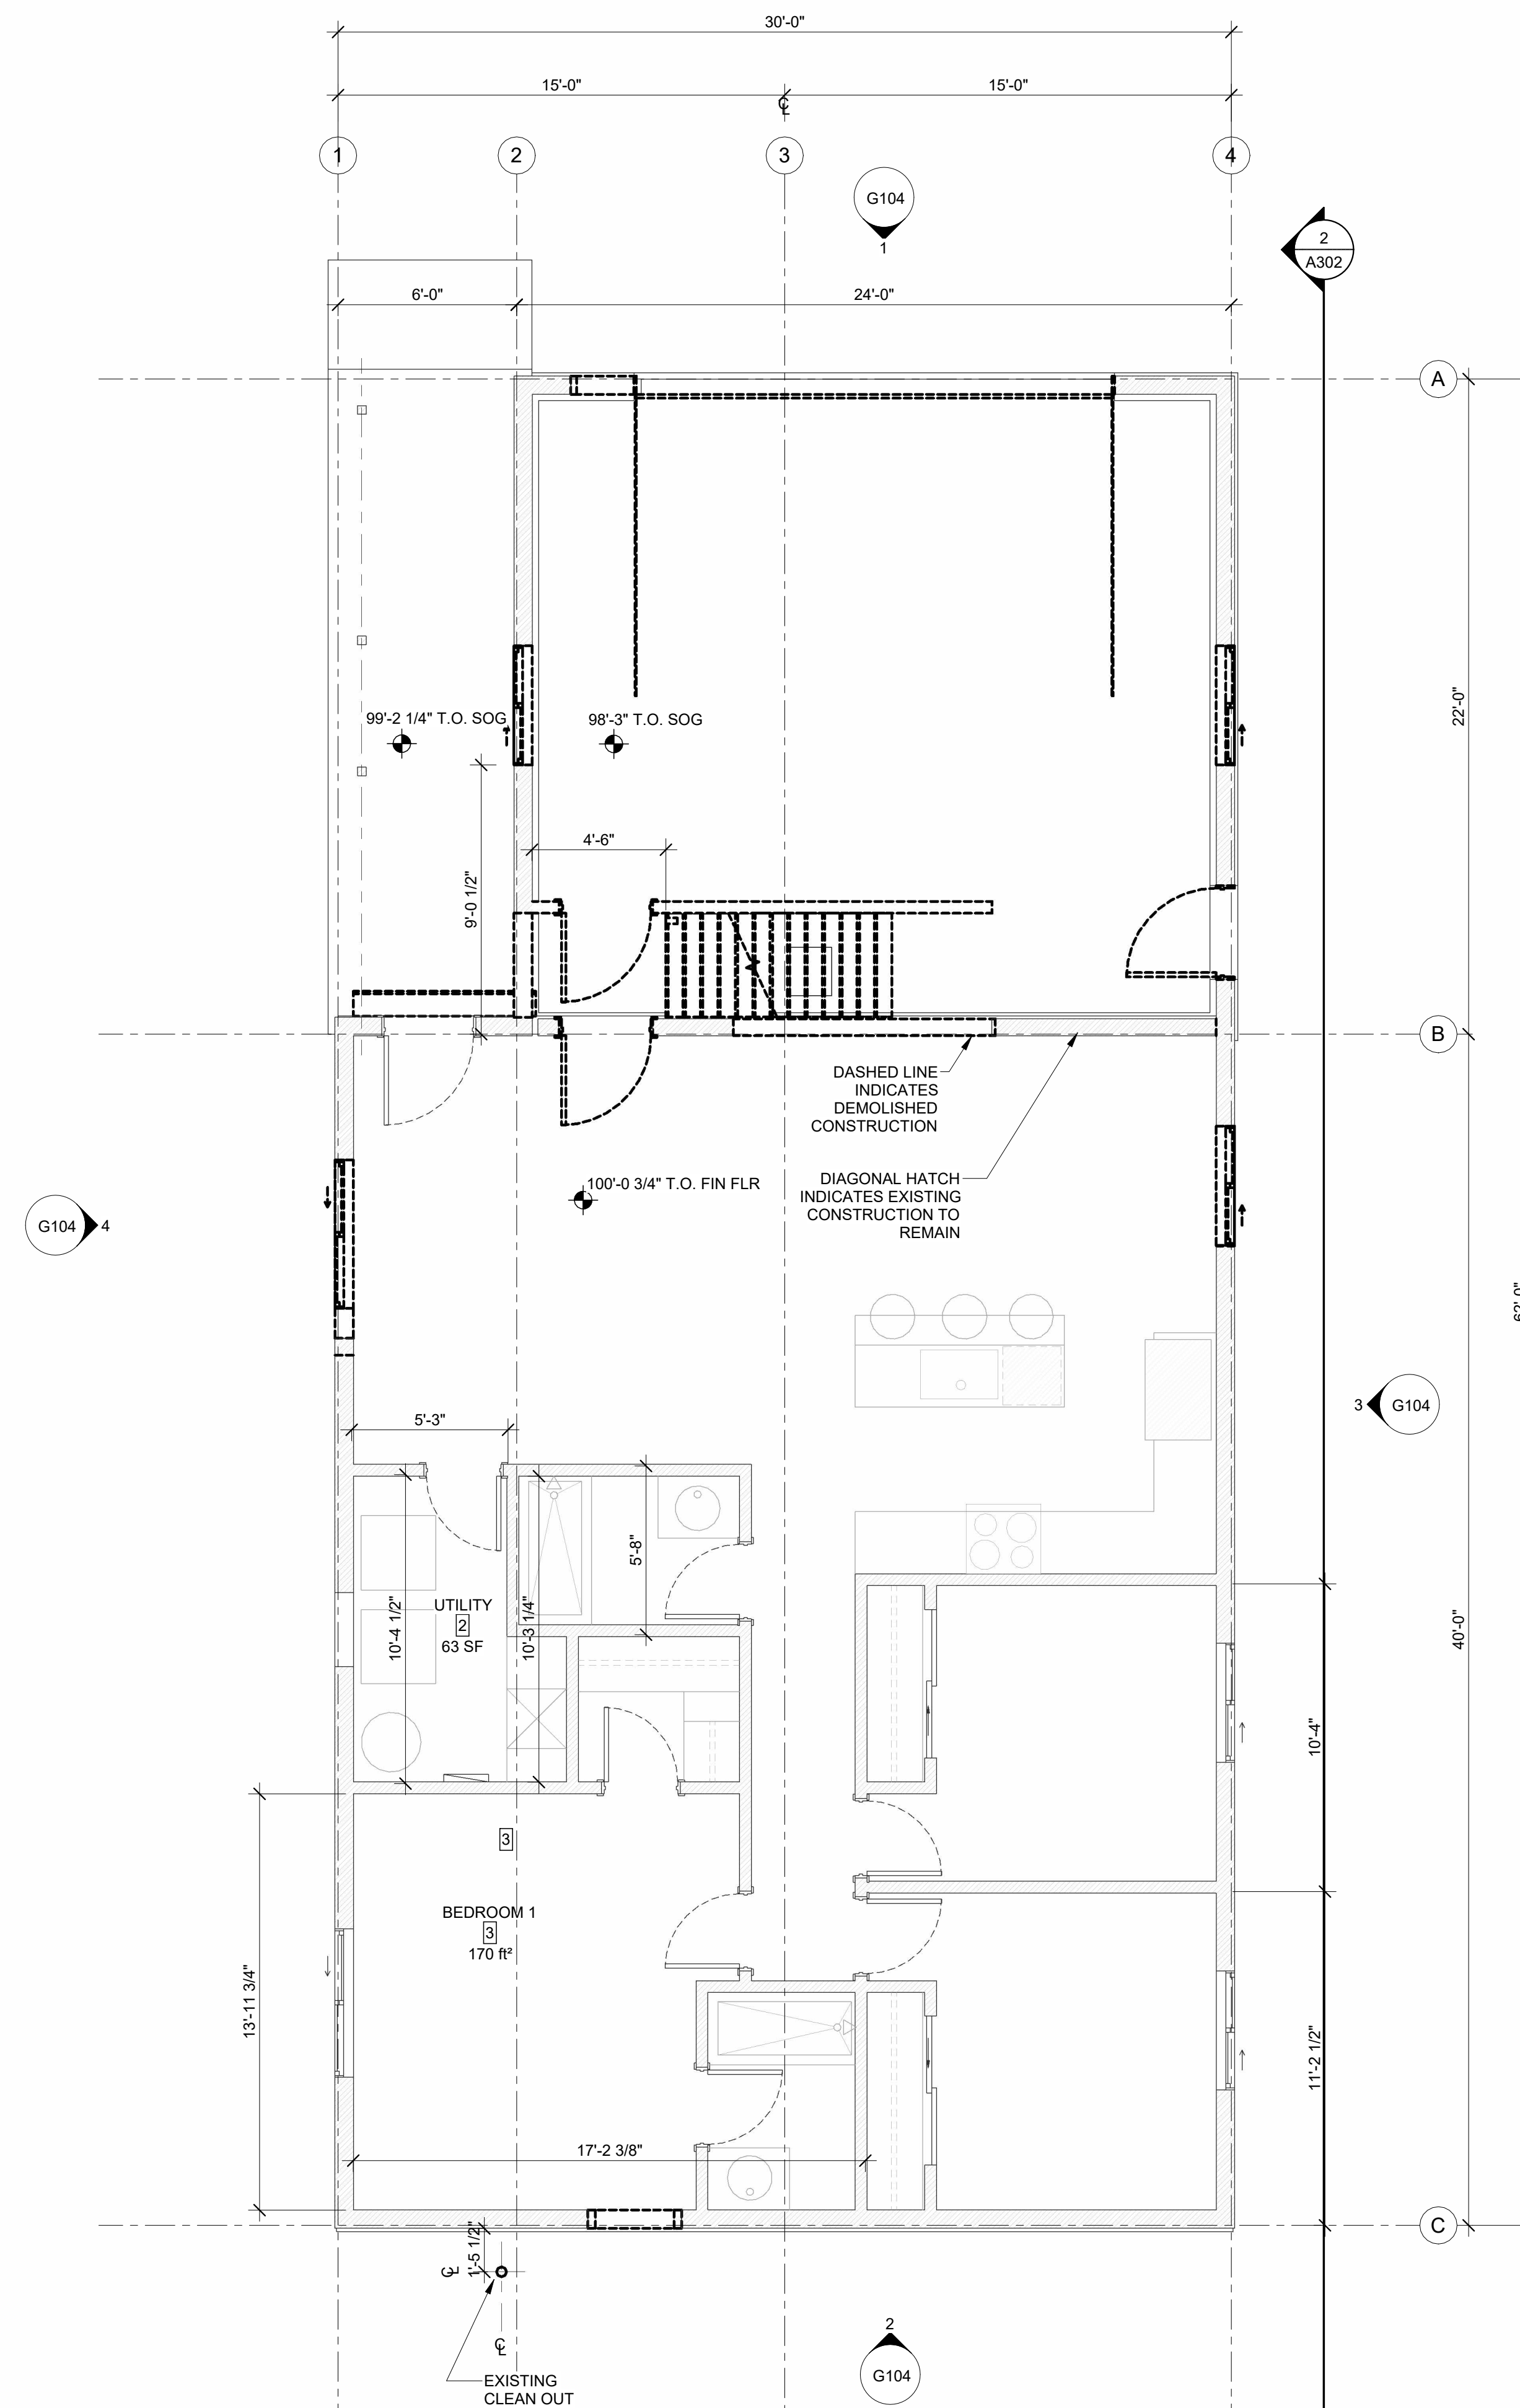 30'-0"
15'-0"
15'-0"
℄
1
2
3
4
G104
1
2
A302
6'-0"
24'-0"
A
22'-0"
99'-2 1/4" T.O. SOG
98'-3" T.O. SOG
4'-6"
9'-0 1/2"
B
DASHED LINE
INDICATES
DEMOLISHED
CONSTRUCTION
DIAGONAL HATCH
INDICATES EXISTING
CONSTRUCTION TO
REMAIN
100'-0 3/4" T.O. FIN FLR
G104
4
3
G104
5'-3"
5'-8"
UTILITY
2
63 SF
10'-4 1/2"
10'-3 1/4"
40'-0"
10'-4"
3
BEDROOM 1
3
170 ft²
13'-11 3/4"
11'-2 1/2"
17'-2 3/8"
C
1'-5 1/2"
℄
℄
EXISTING
CLEAN OUT
2
G104